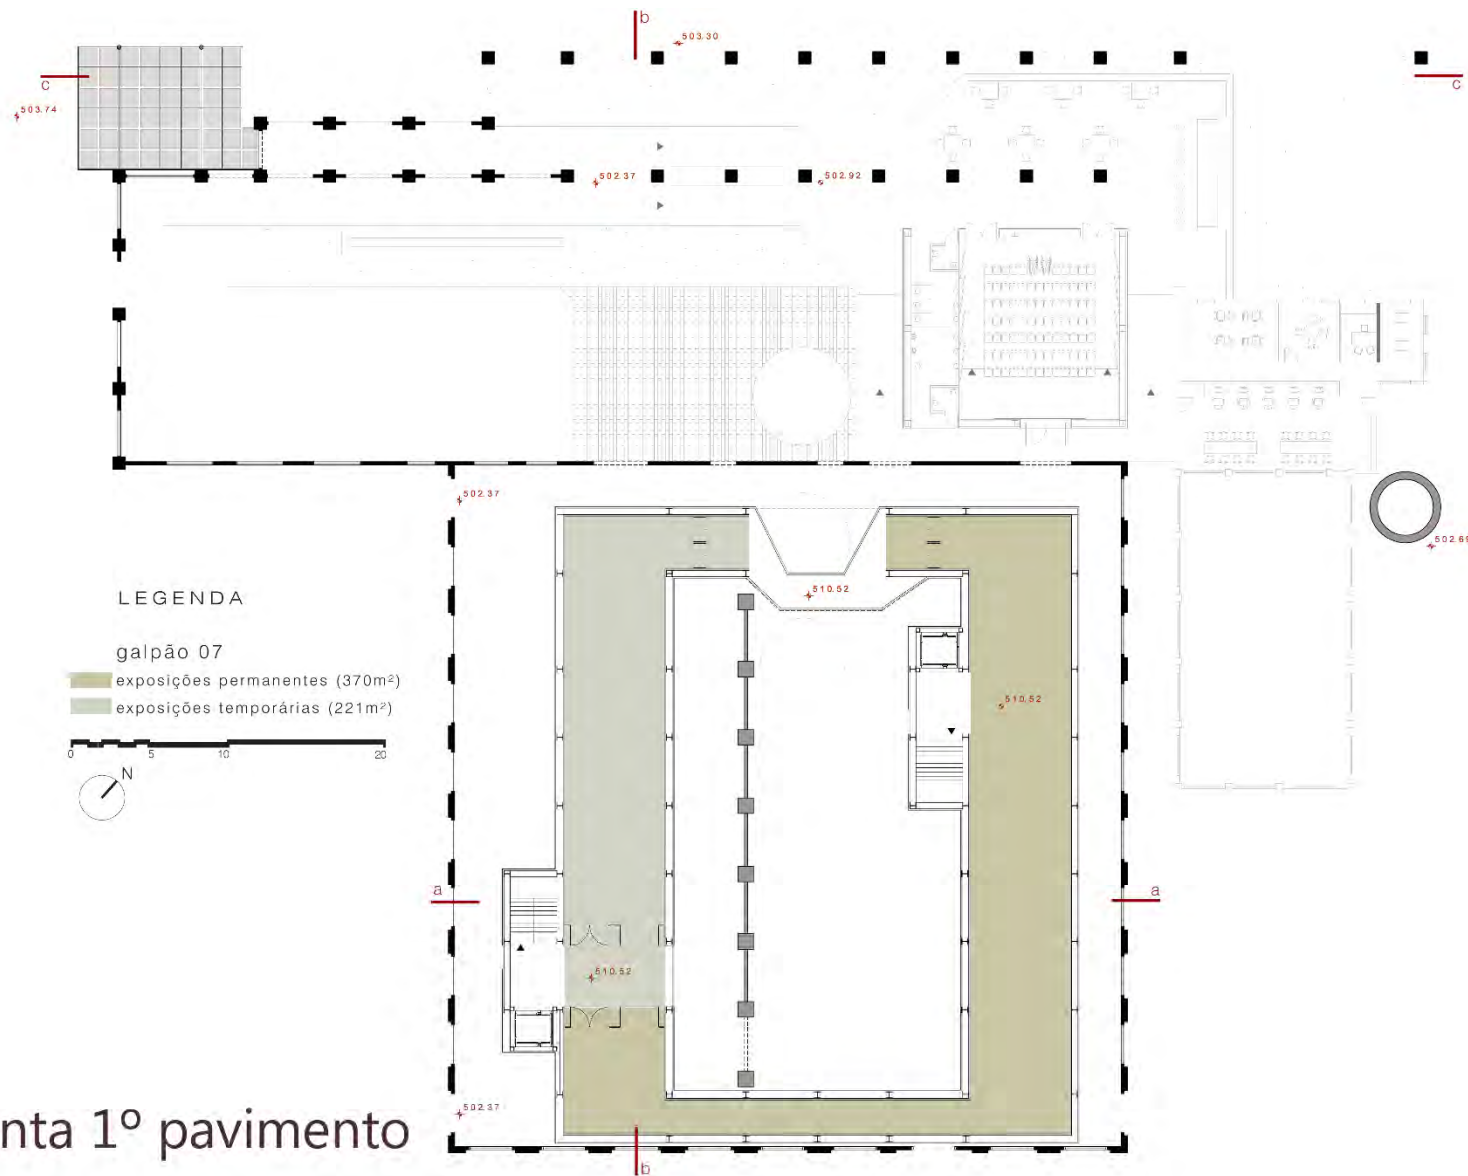 b
503.30
c
c
503.74
502.37
502.92
502.37
502.69
510.52
LEGENDA
galpão 07
exposições permanentes (370m²)
exposições temporárias (221m²)
510.52
0 5 10 20
N
a
a
510.52
502.37
nta 1º pavimento
b